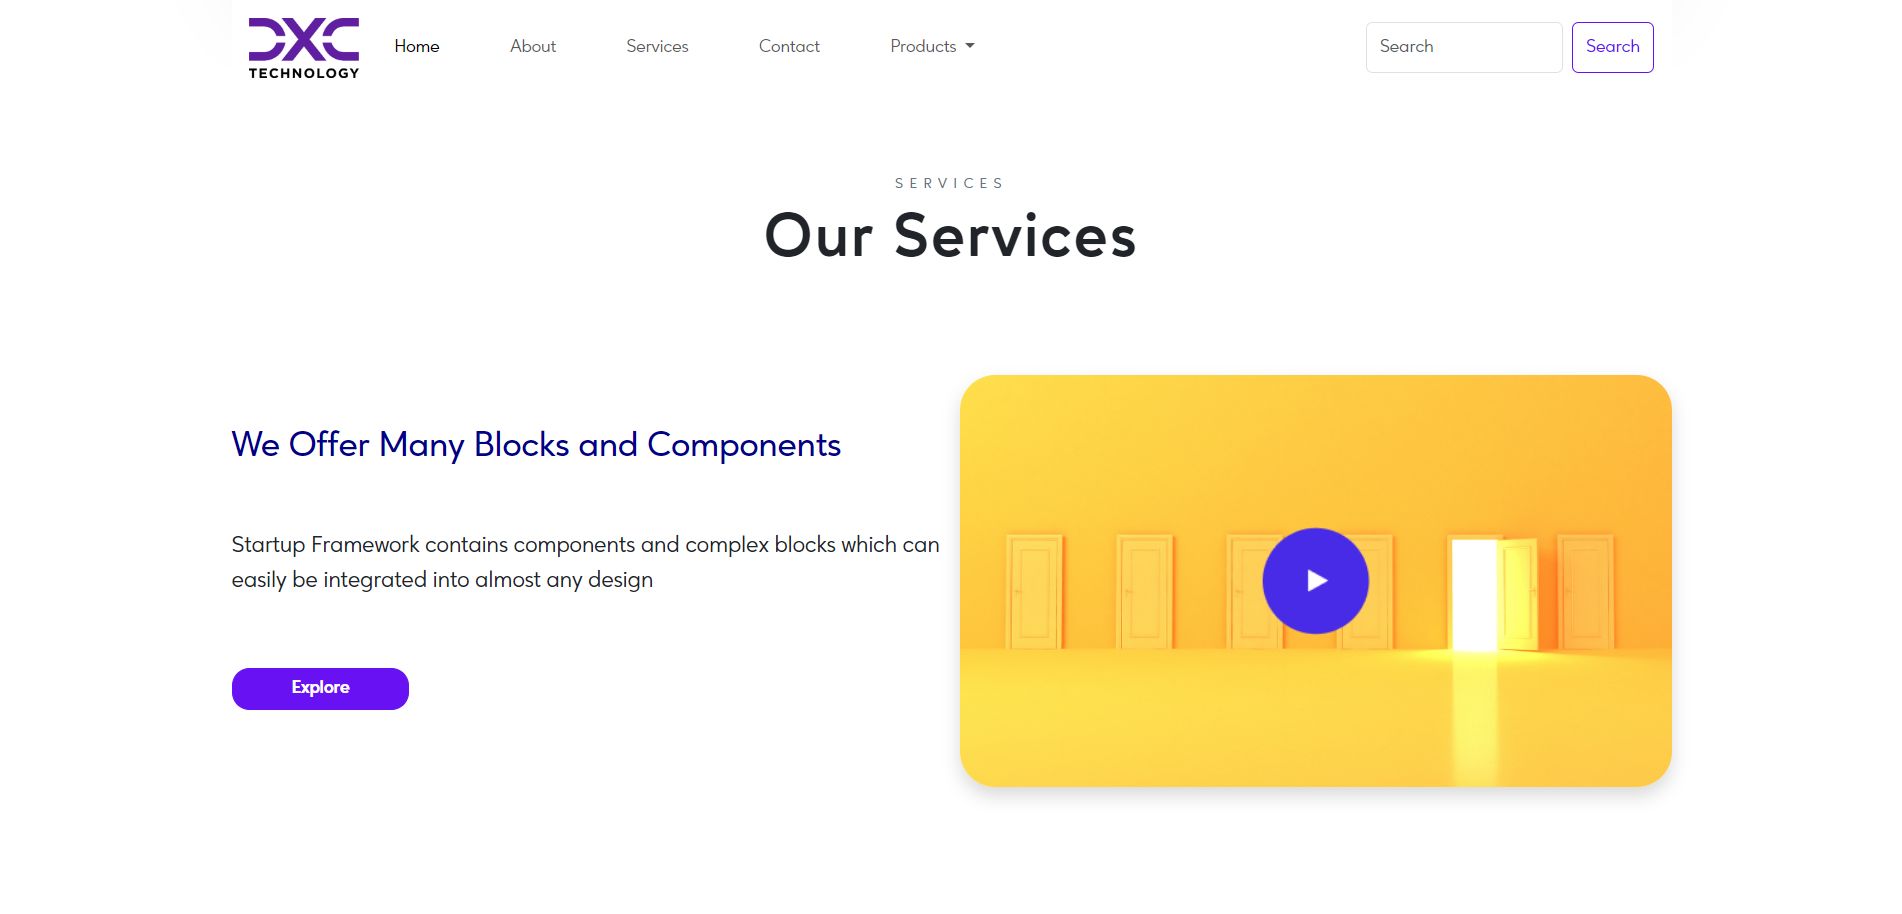 DXC
TECHNOLOGY
Home About Services Contact Products Search Search
SERVICES
Our Services
We Offer Many Blocks and Components
Startup Framework contains components and complex blocks which can
easily be integrated into almost any design
Explore